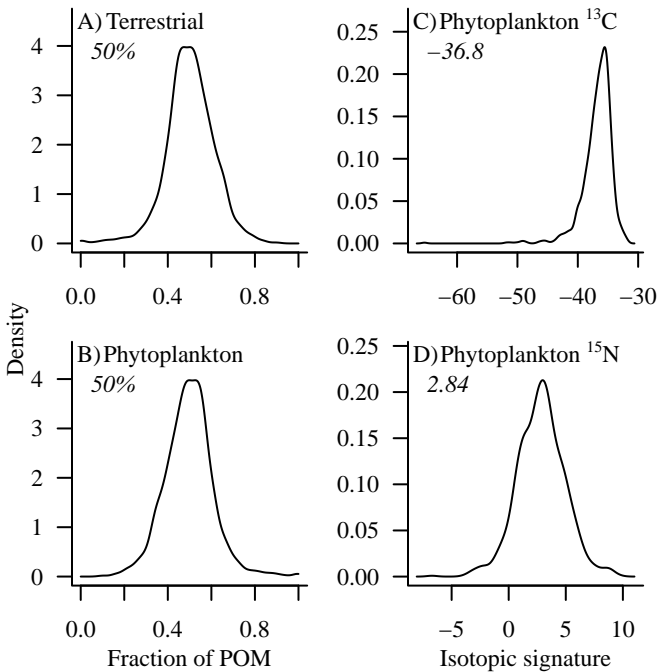 A) Terrestrial
50%
4
3
2
1
0
0.0 0.4 0.8
C) Phytoplankton ¹³C
−36.8
0.25
0.20
0.15
0.10
0.05
0.00
−60 −50 −40 −30
Density
B) Phytoplankton
50%
4
3
2
1
0
0.0 0.4 0.8
Fraction of POM
D) Phytoplankton ¹⁵N
2.84
0.25
0.20
0.15
0.10
0.05
0.00
−5 0 5 10
Isotopic signature